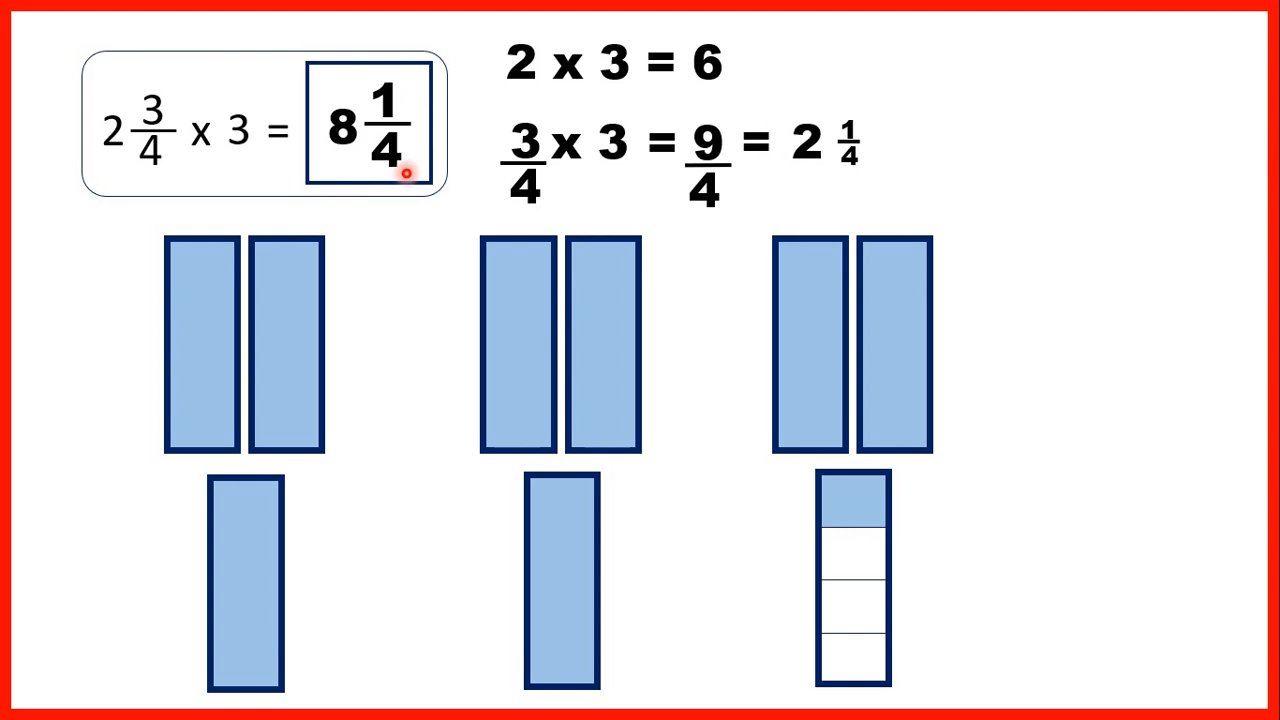 2 3/4 x 3 = 8 1/4
2 x 3 = 6
3/4 x 3 = 9/4 = 2 1/4